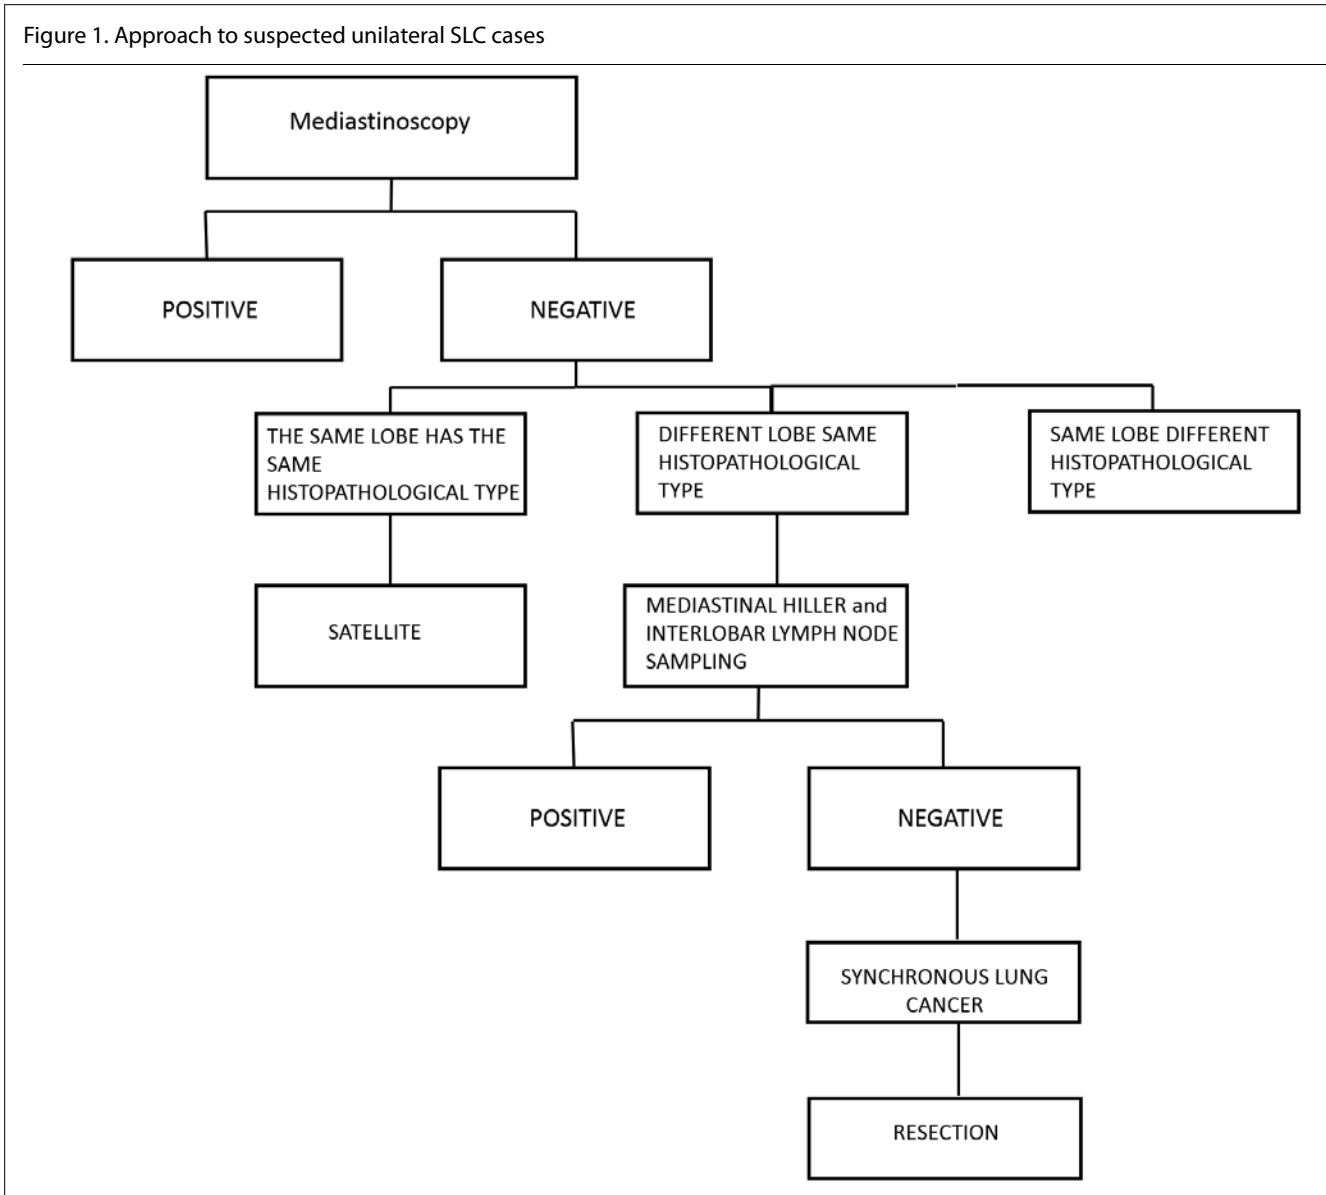 Figure 1. Approach to suspected unilateral SLC cases
Mediastinoscopy
POSITIVE
NEGATIVE
THE SAME LOBE HAS THE
SAME
HISTOPATHOLOGICAL TYPE
DIFFERENT LOBE SAME
HISTOPATHOLOGICAL
TYPE
SAME LOBE DIFFERENT
HISTOPATHOLOGICAL
TYPE
SATELLITE
MEDIASTINAL HILLER and
INTERLOBAR LYMPH NODE
SAMPLING
POSITIVE
NEGATIVE
SYNCHRONOUS LUNG
CANCER
RESECTION